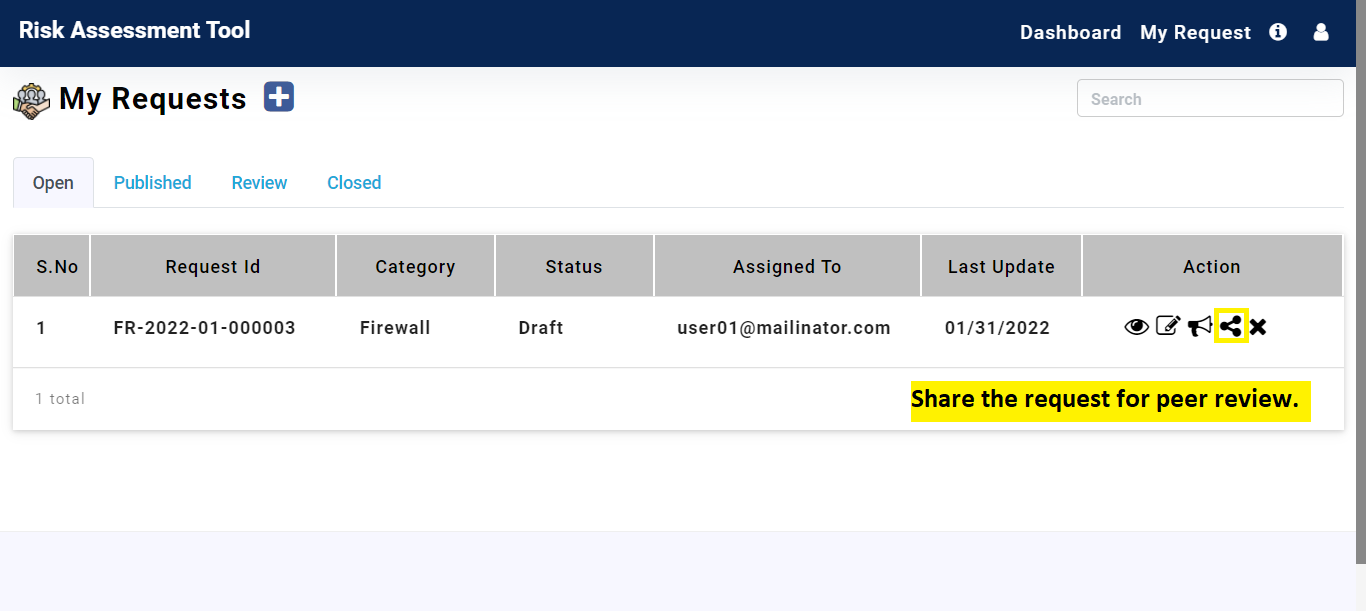 Risk Assessment Tool
Dashboard My Request
My Requests
Search
Open Published Review Closed
S.No Request Id Category Status Assigned To Last Update Action
1 FR-2022-01-000003 Firewall Draft user01@mailinator.com 01/31/2022
1 total
Share the request for peer review.